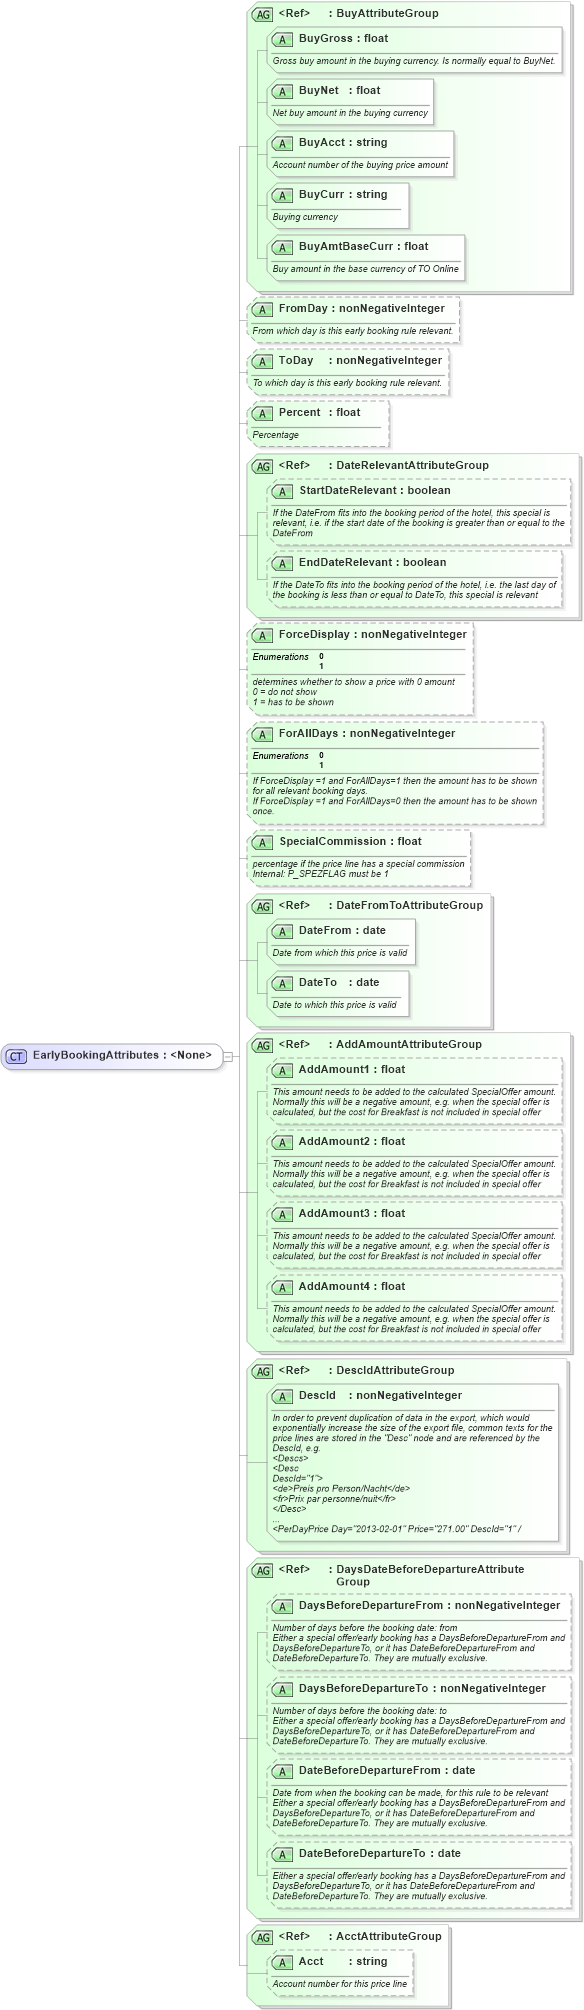 AG <Ref> : BuyAttributeGroup
A BuyGross : float
Gross buy amount in the buying currency. Is normally equal to BuyNet.
A BuyNet : float
Net buy amount in the buying currency
A BuyAcct : string
Account number of the buying price amount
A BuyCurr : string
Buying currency
A BuyAmtBaseCurr : float
Buy amount in the base currency of TO Online
A FromDay : nonNegativeInteger
From which day is this early booking rule relevant.
A ToDay : nonNegativeInteger
To which day is this early booking rule relevant.
A Percent : float
Percentage
AG <Ref> : DateRelevantAttributeGroup
A StartDateRelevant : boolean
If the DateFrom fits into the booking period of the hotel, this special is
relevant, i.e. if the start date of the booking is greater than or equal to the
DateFrom
A EndDateRelevant : boolean
If the DateTo fits into the booking period of the hotel, i.e. the last day of
the booking is less than or equal to DateTo, this special is relevant
A ForceDisplay : nonNegativeInteger
Enumerations 0
1
determines whether to show a price with 0 amount
0 = do not show
1 = has to be shown
A ForAllDays : nonNegativeInteger
Enumerations 0
1
If ForceDisplay =1 and ForAllDays=1 then the amount has to be shown
for all relevant booking days.
If ForceDisplay =1 and ForAllDays=0 then the amount has to be shown
once.
A SpecialCommission : float
percentage if the price line has a special commission
Internal: P_SPEZFLAG must be 1
AG <Ref> : DateFromToAttributeGroup
A DateFrom : date
Date from which this price is valid
A DateTo : date
Date to which this price is valid
CT EarlyBookingAttributes : <None>
AG <Ref> : AddAmountAttributeGroup
A AddAmount1 : float
This amount needs to be added to the calculated SpecialOffer amount.
Normally this will be a negative amount, e.g. when the special offer is
calculated, but the cost for Breakfast is not included in special offer
A AddAmount2 : float
This amount needs to be added to the calculated SpecialOffer amount.
Normally this will be a negative amount, e.g. when the special offer is
calculated, but the cost for Breakfast is not included in special offer
A AddAmount3 : float
This amount needs to be added to the calculated SpecialOffer amount.
Normally this will be a negative amount, e.g. when the special offer is
calculated, but the cost for Breakfast is not included in special offer
A AddAmount4 : float
This amount needs to be added to the calculated SpecialOffer amount.
Normally this will be a negative amount, e.g. when the special offer is
calculated, but the cost for Breakfast is not included in special offer
AG <Ref> : DescIdAttributeGroup
A DescId : nonNegativeInteger
In order to prevent duplication of data in the export, which would
exponentially increase the size of the export file, common texts for the
price lines are stored in the "Desc" node and are referenced by the
DescId, e.g.
<Descs>
<Desc
DescId="1">
<de>Preis pro Person/Nacht</de>
<fr>Prix par personne/nuit</fr>
</Desc>
...
<PerDayPrice Day="2013-02-01" Price="271.00" DescId="1" /
AG <Ref> : DaysDateBeforeDepartureAttribute
Group
A DaysBeforeDepartureFrom : nonNegativeInteger
Number of days before the booking date: from
Either a special offer/early booking has a DaysBeforeDepartureFrom and
DaysBeforeDepartureTo, or it has DateBeforeDepartureFrom and
DateBeforeDepartureTo. They are mutually exclusive.
A DaysBeforeDepartureTo : nonNegativeInteger
Number of days before the booking date: to
Either a special offer/early booking has a DaysBeforeDepartureFrom and
DaysBeforeDepartureTo, or it has DateBeforeDepartureFrom and
DateBeforeDepartureTo. They are mutually exclusive.
A DateBeforeDepartureFrom : date
Date from when the booking can be made, for this rule to be relevant
Either a special offer/early booking has a DaysBeforeDepartureFrom and
DaysBeforeDepartureTo, or it has DateBeforeDepartureFrom and
DateBeforeDepartureTo. They are mutually exclusive.
A DateBeforeDepartureTo : date
Either a special offer/early booking has a DaysBeforeDepartureFrom and
DaysBeforeDepartureTo, or it has DateBeforeDepartureFrom and
DateBeforeDepartureTo. They are mutually exclusive.
AG <Ref> : AcctAttributeGroup
A Acct : string
Account number for this price line